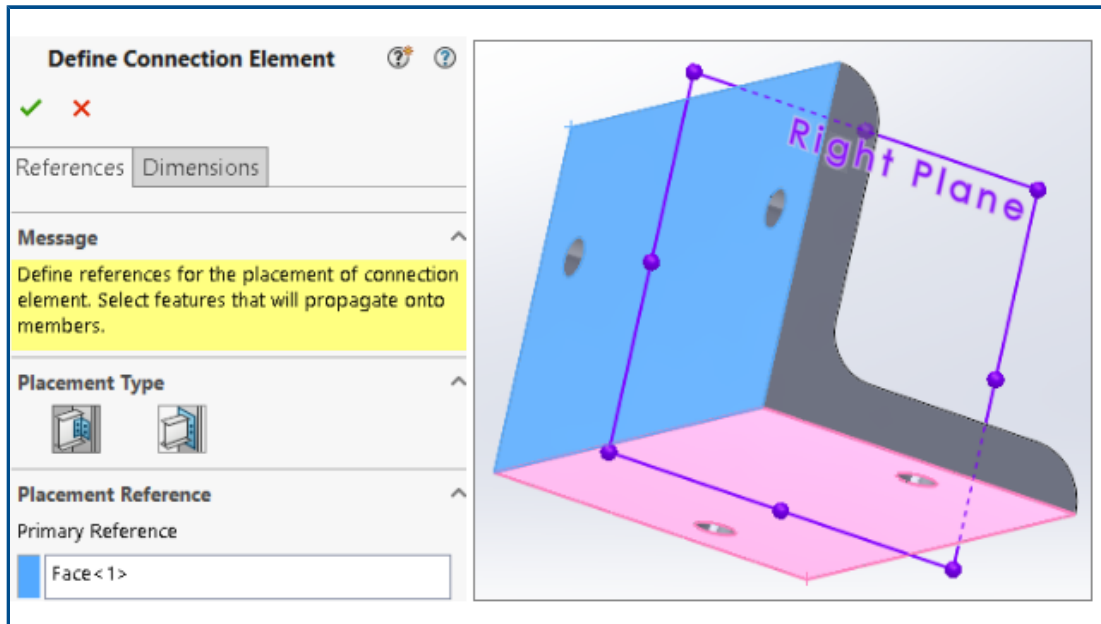 Define Connection Element
References
Dimensions
Message
Define references for the placement of connection
element. Select features that will propagate onto
members.
Placement Type
Placement Reference
Primary Reference
Face<1>
Right Plane